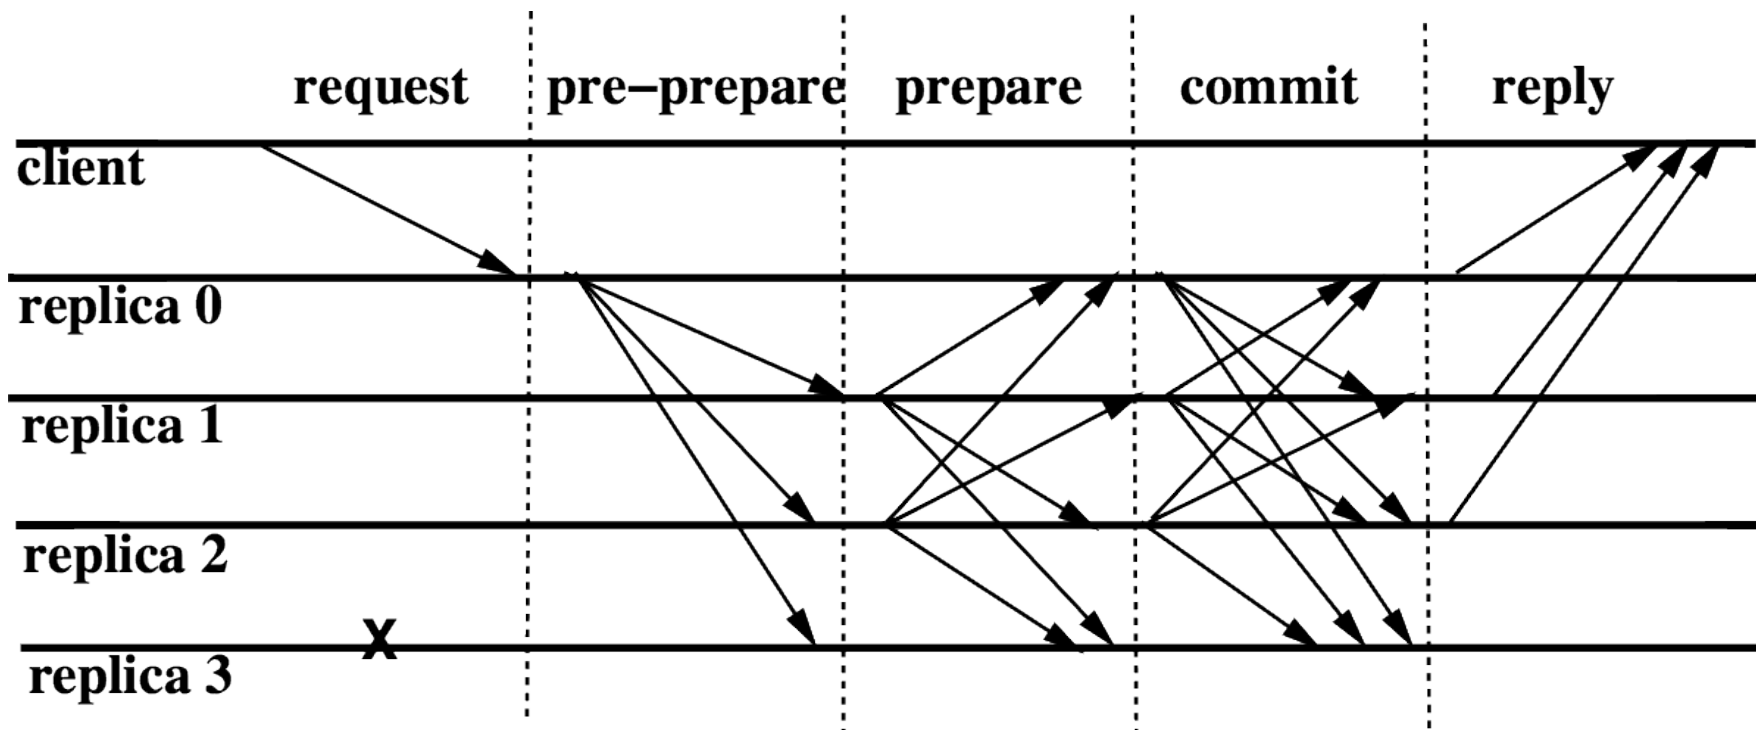 request pre−prepare prepare commit reply
client
replica 0
replica 1
replica 2
X
replica 3